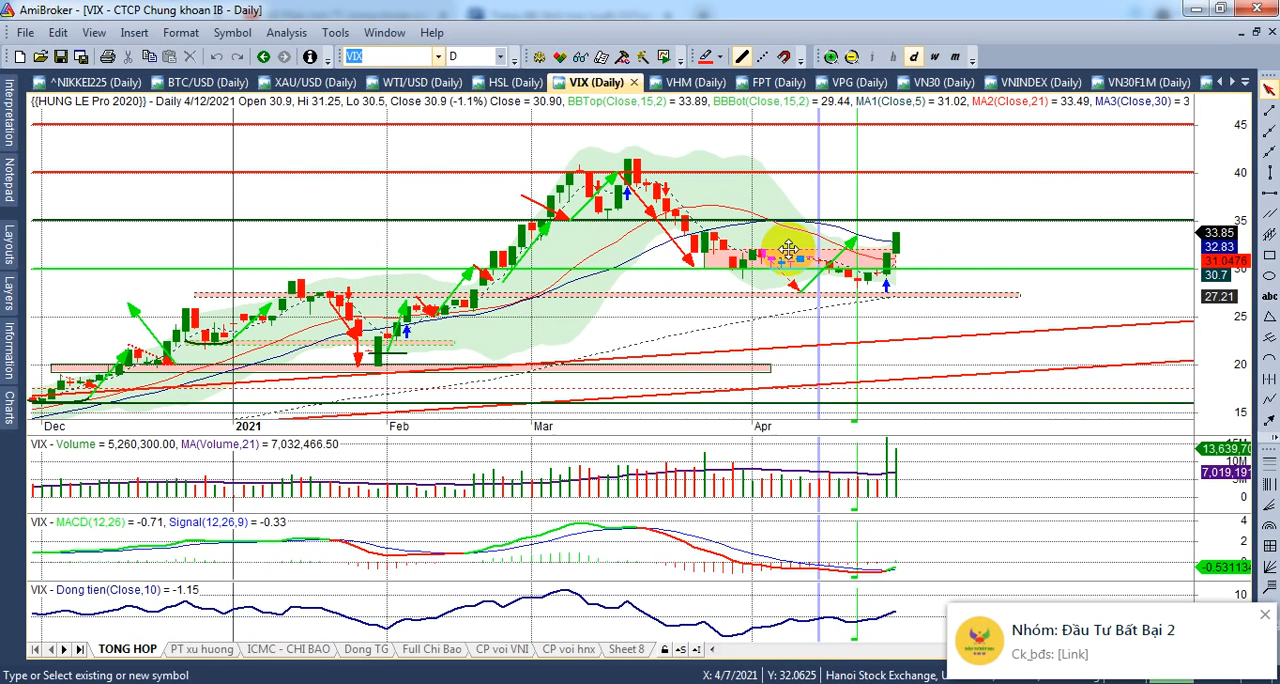 AmiBroker - [VIX - CTCP Chung khoan IB - Daily]
File Edit View Insert Format Symbol Analysis Tools Window Help
VIX D i h d w m
^NIKKEI225 (Daily) BTC/USD (Daily) XAU/USD (Daily) WTI/USD (Daily) HSL (Daily) VIX (Daily) VHM (Daily) FPT (Daily) VPG (Daily) VN30 (Daily) VNINDEX (Daily) VN30F1M (Daily)
Interpretation
Notepad
Layouts
Layers
Information
Charts
{{HUNG LE Pro 2020}} - Daily 4/12/2021 Open 30.9, Hi 31.25, Lo 30.5, Close 30.9 (-1.1%) Close = 30.90, BBTop(Close,15,2) = 33.89, BBBot(Close,15,2) = 29.44, MA1(Close,5) = 31.02, MA2(Close,21) = 33.49, MA3(Close,30) = 3
45
40
35
33.85
32.83
31.0476
30
30.7
27.21
25
20
15
abc
Dec 2021 Feb Mar Apr
VIX - Volume = 5,260,300.00, MA(Volume,21) = 7,032,466.50
13,639,70
10M
7,019,191
0
VIX - MACD(12,26) = -0.71, Signal(12,26,9) = -0.33
4
2
-0.531134
VIX - Dong tien(Close,10) = -1.15
10
Nhóm: Đầu Tư Bất Bại 2
Ck_bđs: [Link]
TONG HOP PT xu huong ICMC - CHI BAO Dong TG Full Chi Bao CP voi VNI CP voi hnx Sheet 8
Type or Select existing or new symbol X: 4/7/2021 Y: 32.0625 Hanoi Stock Exchange,